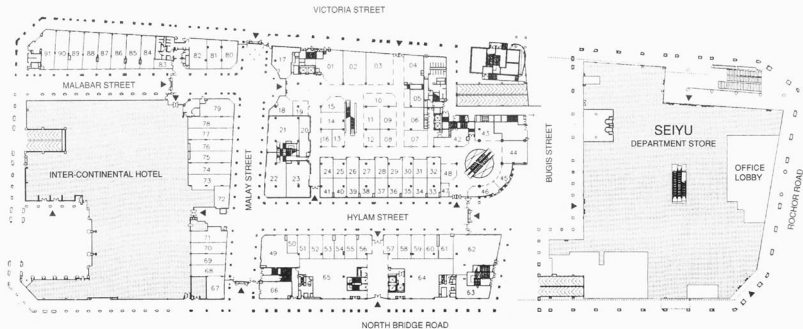 VICTORIA STREET
91 90 89 88 87 86 85 84
83
82 81 80
17
01 02 03 04
MALABAR STREET
05
79
78
77
76
75
74
73
72
71
70
69
68
67
18 19
15
14
13
10
11 09
12 08
06
07
21 20 16
22 23
42 43
44
45
46
47
48
24 25 26 27 28 29 30 31 32
41 40 39 38 37 36 35 34 33
INTER-CONTINENTAL HOTEL
MALAY STREET
HYLAM STREET
BUGIS STREET
SEIYU
DEPARTMENT STORE
OFFICE
LOBBY
ROCHOR ROAD
49 50 51 52 53 54 55 56
57 58 59 60 61 62
66 65 64 63
NORTH BRIDGE ROAD